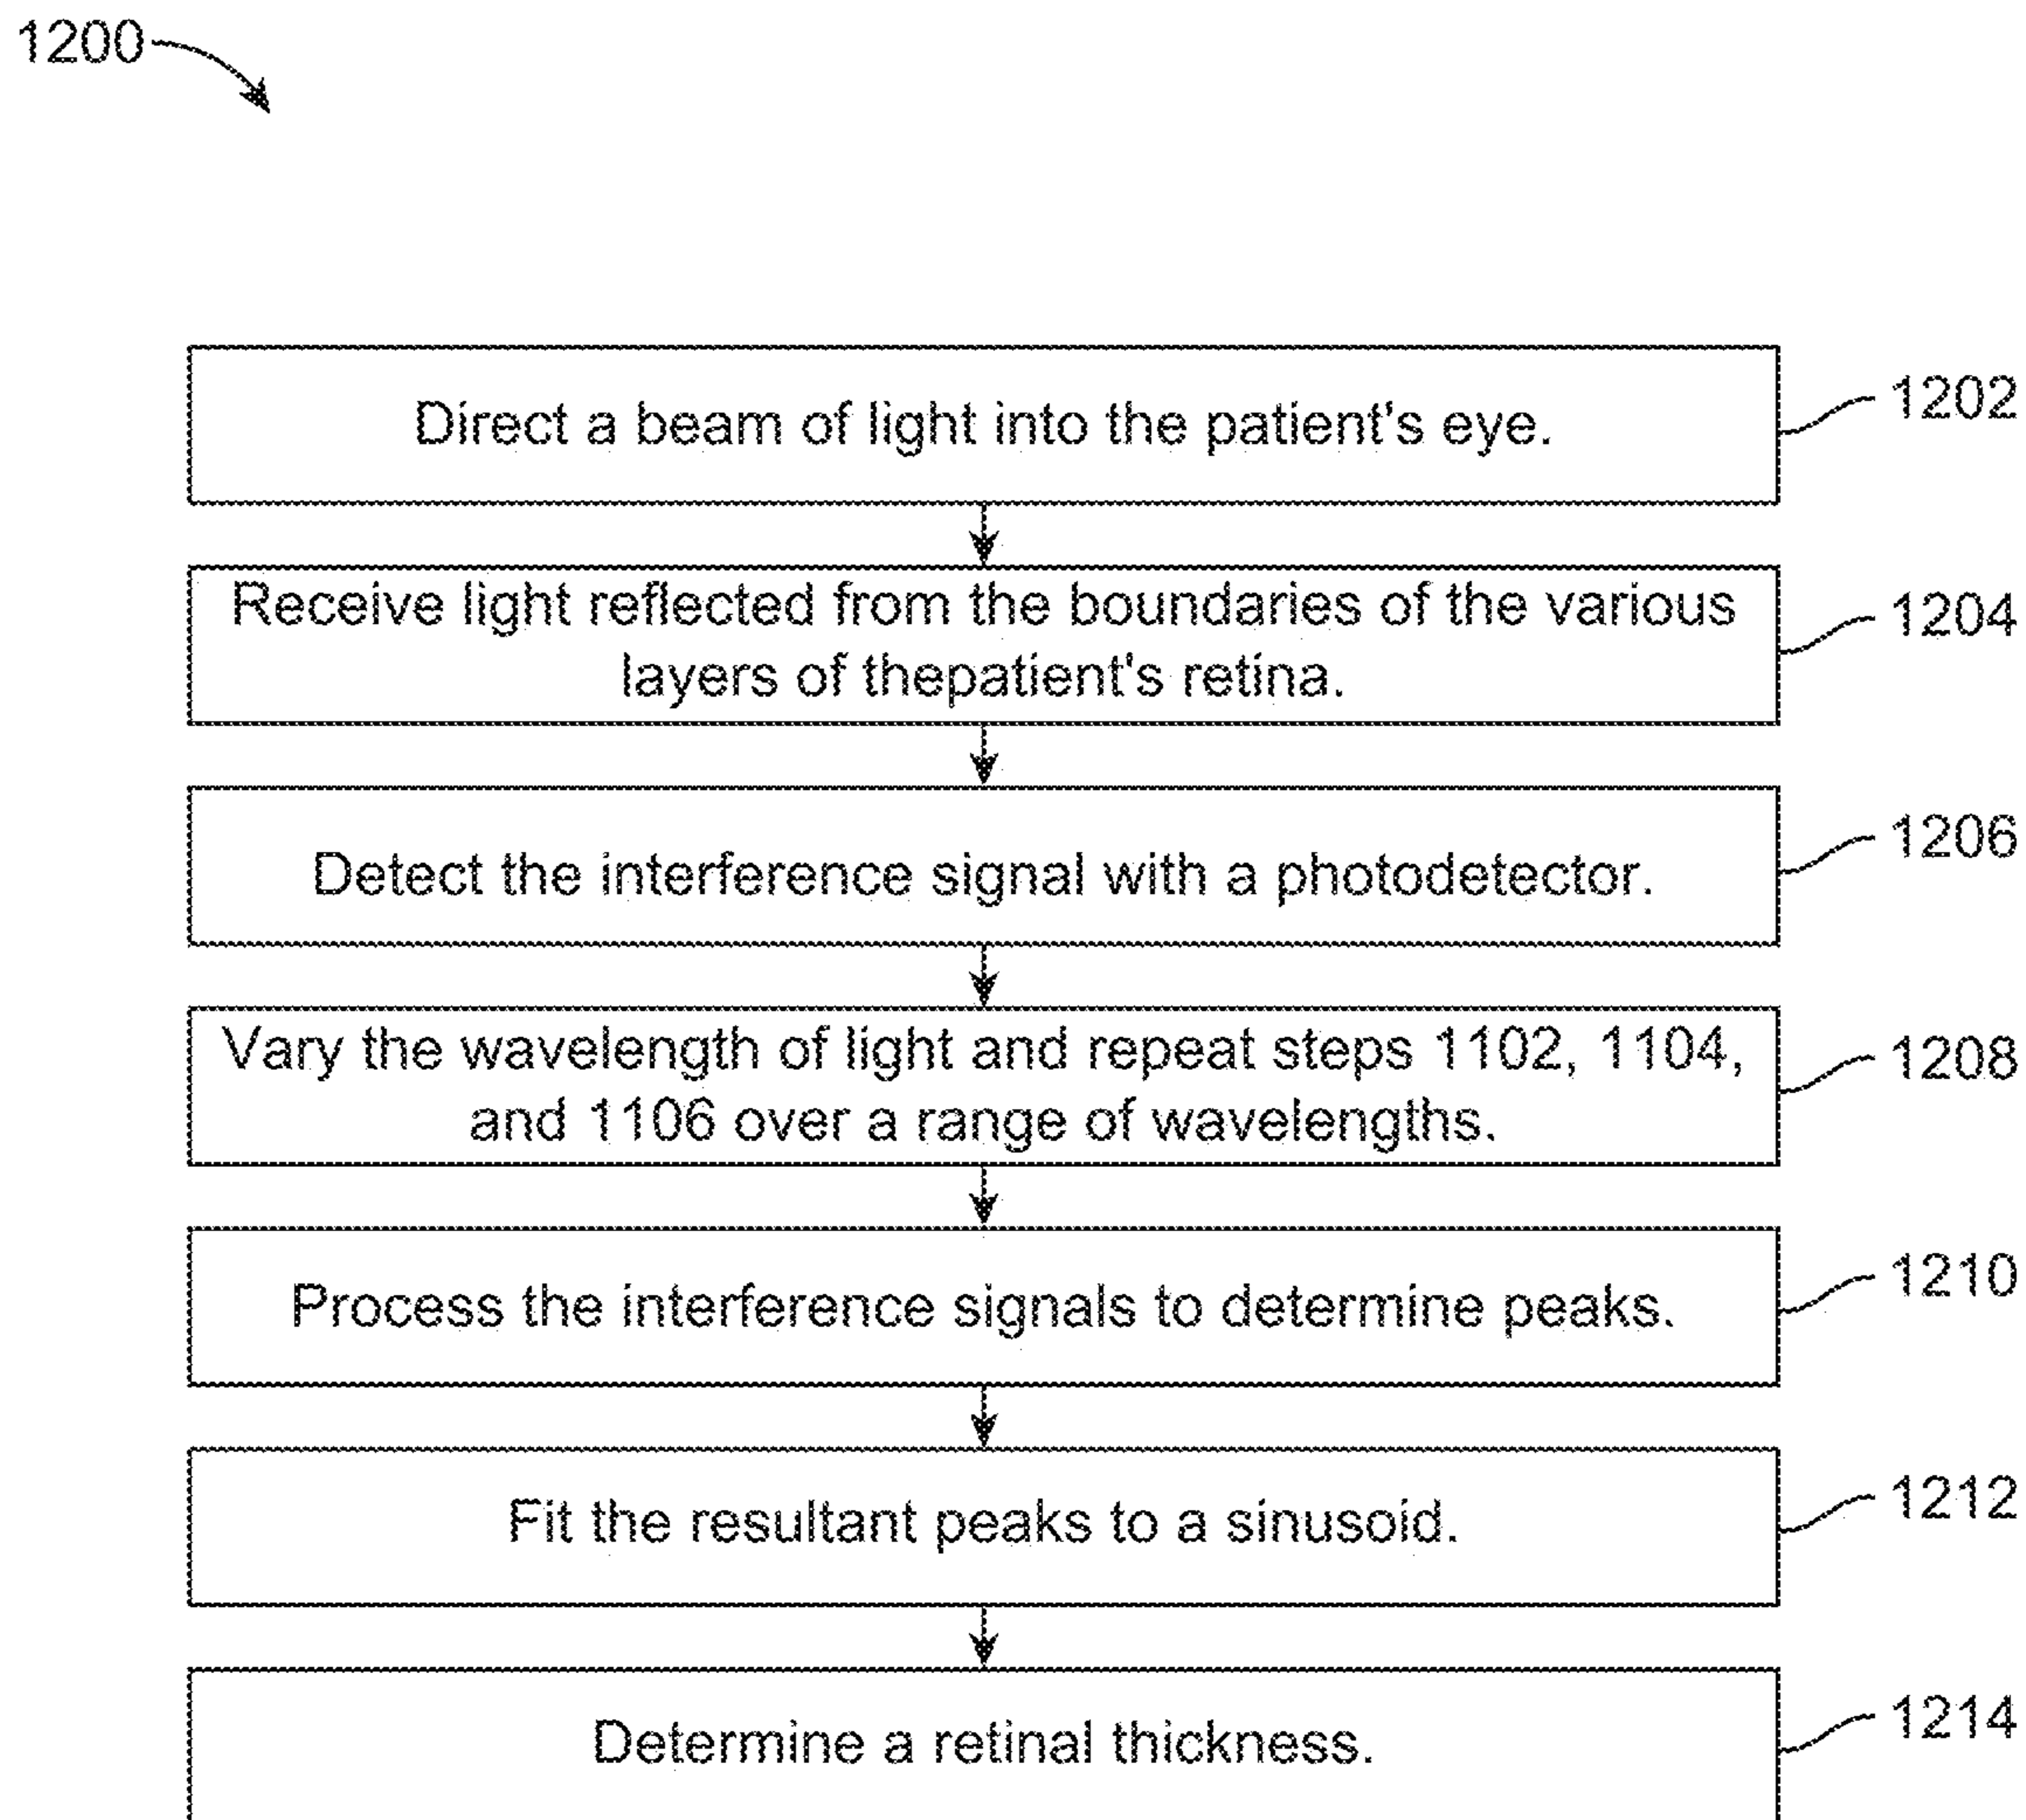 1200
Direct a beam of light into the patient's eye.
1202
Receive light reflected from the boundaries of the various
layers of thepatient's retina.
1204
Detect the interference signal with a photodetector.
1206
Vary the wavelength of light and repeat steps 1102, 1104,
and 1106 over a range of wavelengths.
1208
Process the interference signals to determine peaks.
1210
Fit the resultant peaks to a sinusoid.
1212
Determine a retinal thickness.
1214